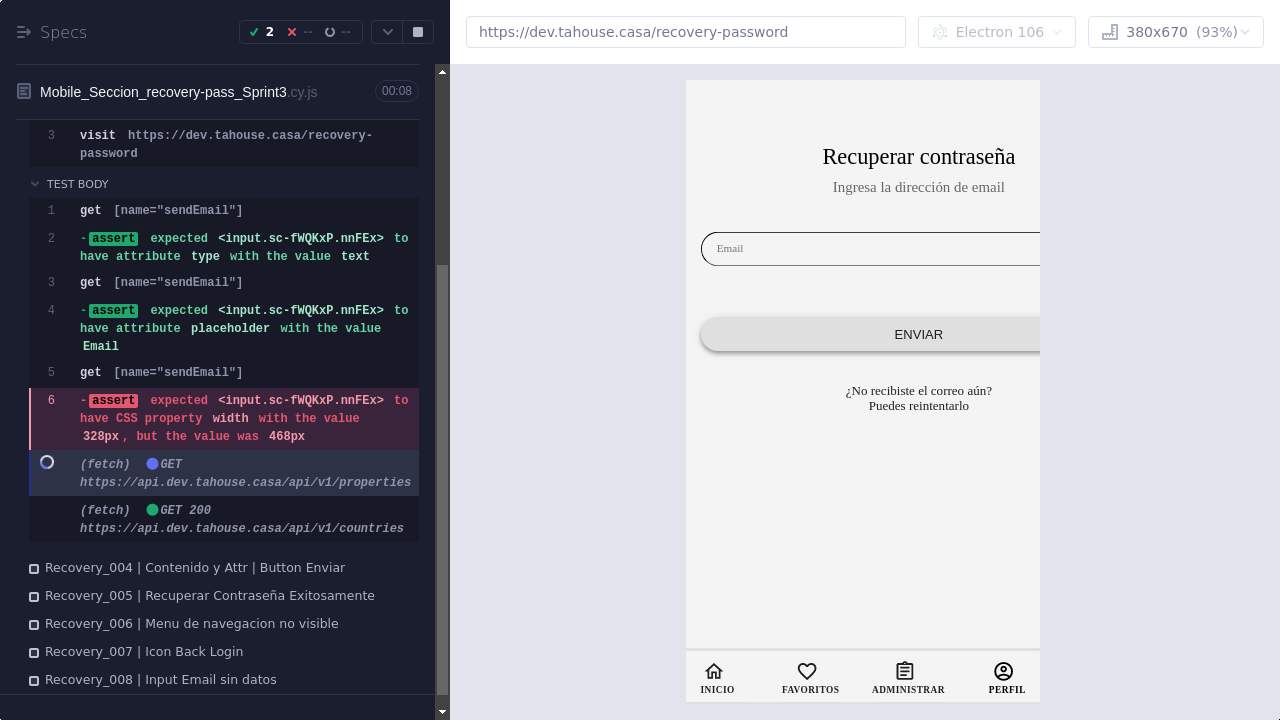 Specs
2
--
--
https://dev.tahouse.casa/recovery-password
Electron 106
380x670 (93%)
Mobile_Seccion_recovery-pass_Sprint3.cy.js
00:08
3 visit https://dev.tahouse.casa/recovery-
password
TEST BODY
1 get [name="sendEmail"]
2 -assert expected <input.sc-fWQKxP.nnFEx> to
have attribute type with the value text
3 get [name="sendEmail"]
4 -assert expected <input.sc-fWQKxP.nnFEx> to
have attribute placeholder with the value
Email
5 get [name="sendEmail"]
6 -assert expected <input.sc-fWQKxP.nnFEx> to
have CSS property width with the value
328px, but the value was 468px
(fetch) GET
https://api.dev.tahouse.casa/api/v1/properties
(fetch) GET 200
https://api.dev.tahouse.casa/api/v1/countries
Recovery_004 | Contenido y Attr | Button Enviar
Recovery_005 | Recuperar Contraseña Exitosamente
Recovery_006 | Menu de navegacion no visible
Recovery_007 | Icon Back Login
Recovery_008 | Input Email sin datos
Recuperar contraseña
Ingresa la dirección de email
Email
ENVIAR
¿No recibiste el correo aún?
Puedes reintentarlo
INICIO
FAVORITOS
ADMINISTRAR
PERFIL